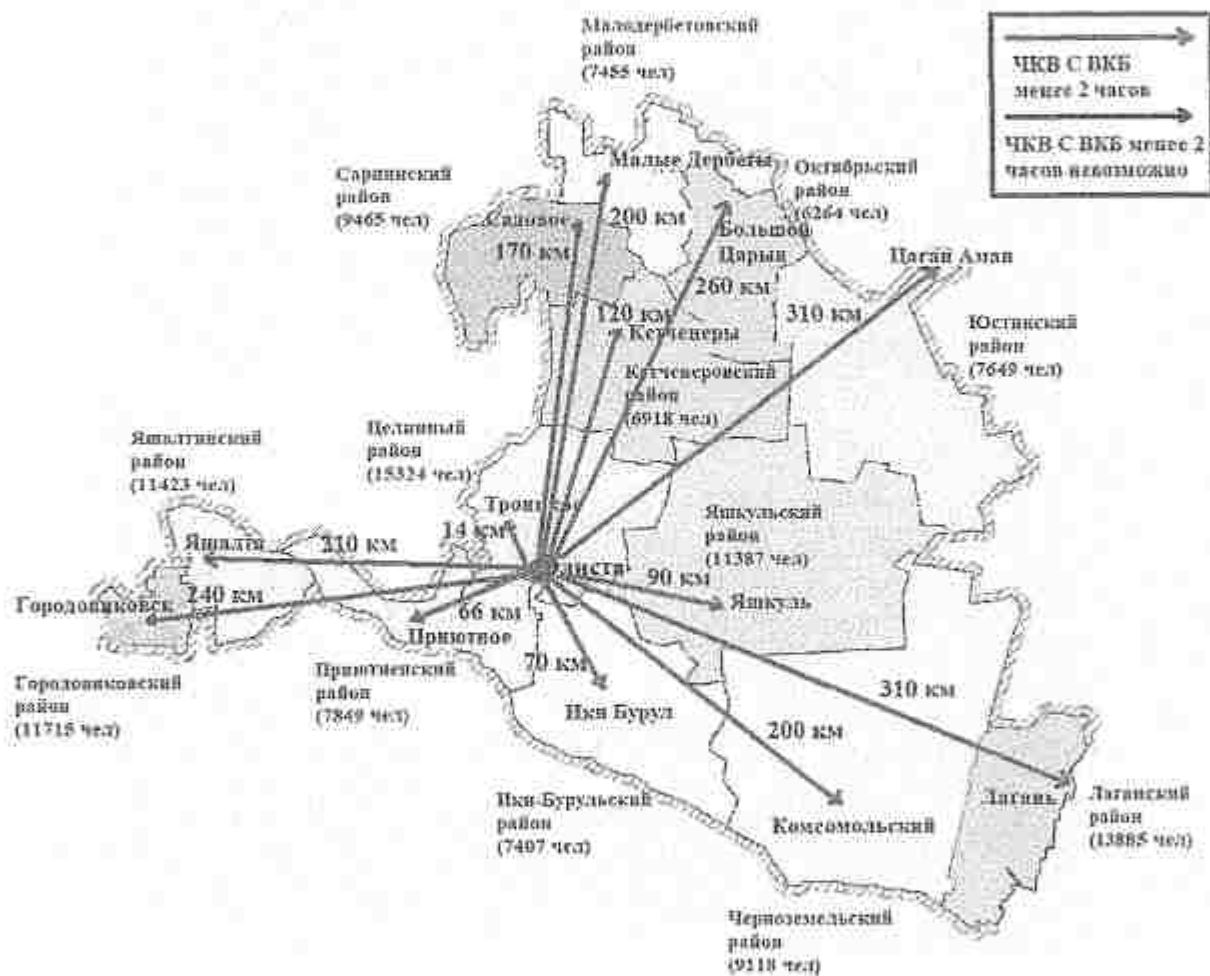 Малодербетовский
район
(7455 чел)
ЧКВ С ВКБ
менее 2 часов
ЧКВ С ВКБ менее 2
часов невозможно
Малые Дербеты
Октябрьский
район
(6264 чел)
Сарпинский
район
(9465 чел)
Садовое
200 км
Большой
Царын
170 км
Цаган Аман
260 км
310 км
120 км
Кетченеры
Юстинский
район
(7649 чел)
Кетченеровский
район
(6918 чел)
Целинный
район
(15324 чел)
Яшалтинский
район
(11423 чел)
Троицкое
14 км
Яшкульский
район
(11387 чел)
Яшалта
210 км
Элиста
90 км
Яшкуль
Городовиковск
240 км
66 км
Приютное
70 км
Городовиковский
район
(11715 чел)
Приютненский
район
(7849 чел)
Ики Бурул
310 км
200 км
Ики-Бурульский
район
(7407 чел)
Комсомольский
Лагань
Лаганский
район
(13885 чел)
Черноземельский
район
(9118 чел)